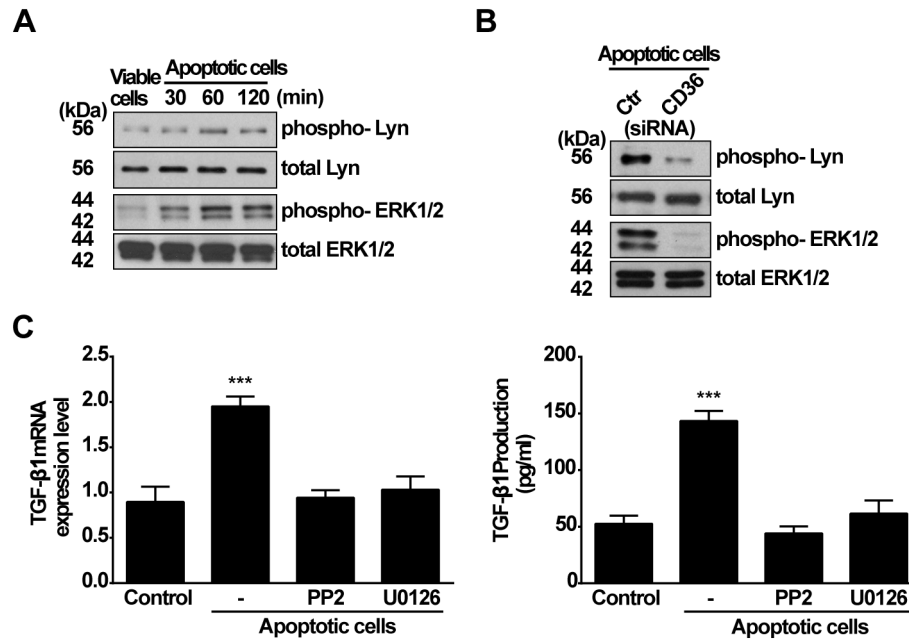 A
Viable cells
Apoptotic cells
30 60 120 (min)
(kDa)
56 phospho- Lyn
56 total Lyn
44
42 phospho- ERK1/2
44
42 total ERK1/2
B
Apoptotic cells
Ctr CD36
(siRNA)
(kDa)
56 phospho- Lyn
56 total Lyn
44
42 phospho- ERK1/2
44
42 total ERK1/2
C
TGF-β1mRNA
expression level
2.5
2.0
1.5
1.0
0.5
0.0
***
Control - PP2 U0126
Apoptotic cells
TGF-β1Production
(pg/ml)
200
150
100
50
0
***
Control - PP2 U0126
Apoptotic cells